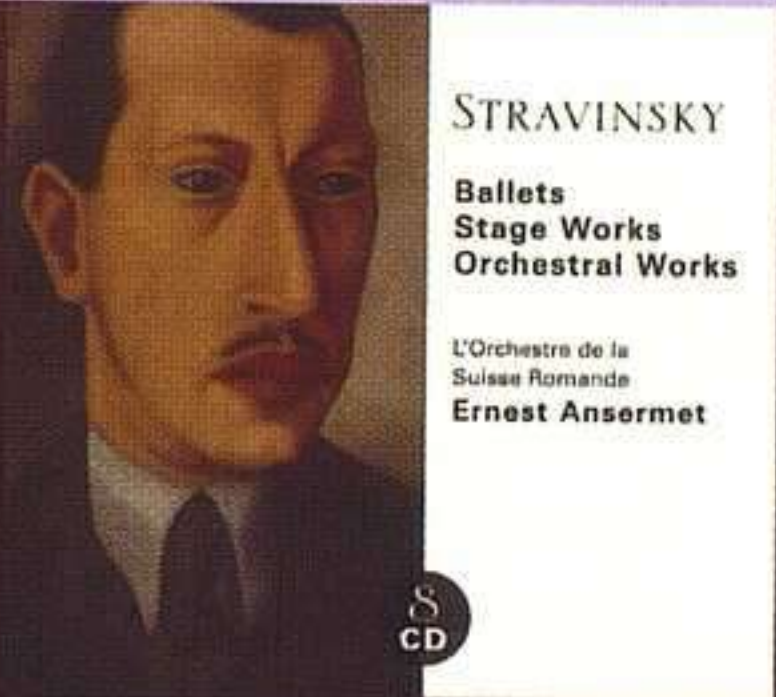 STRAVINSKY
Ballets
Stage Works
Orchestral Works
L'Orchestre de la
Suisse Romande
Ernest Ansermet
8
CD